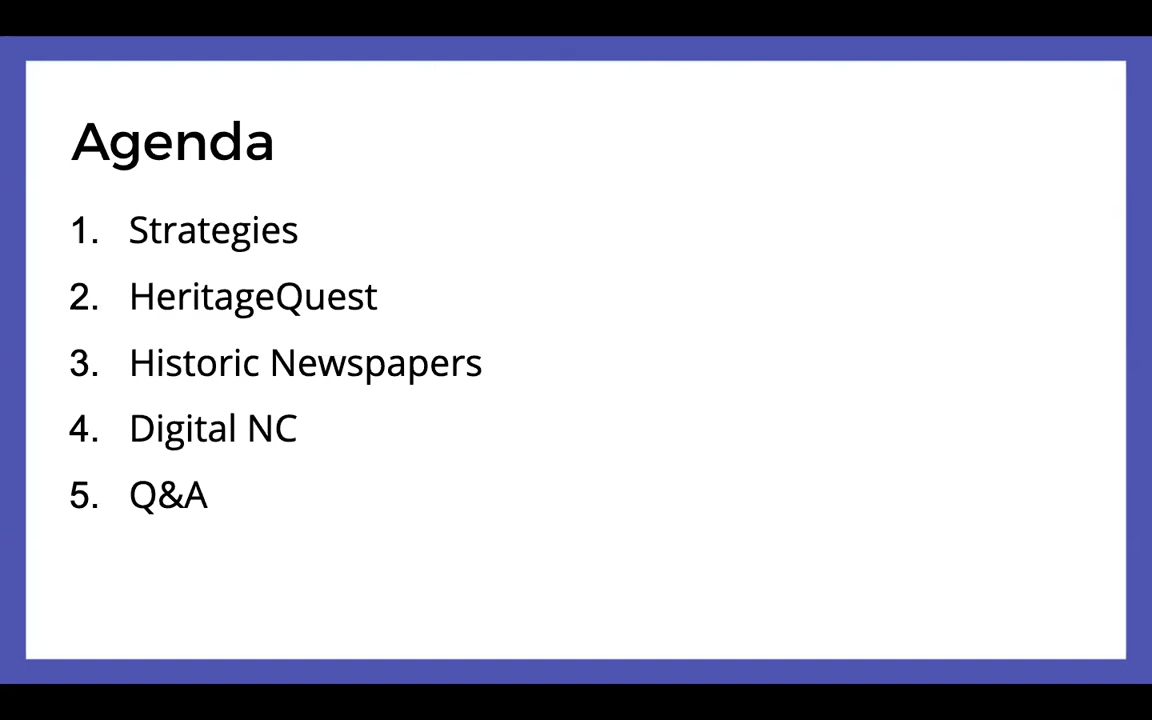 Agenda
1. Strategies
2. HeritageQuest
3. Historic Newspapers
4. Digital NC
5. Q&A